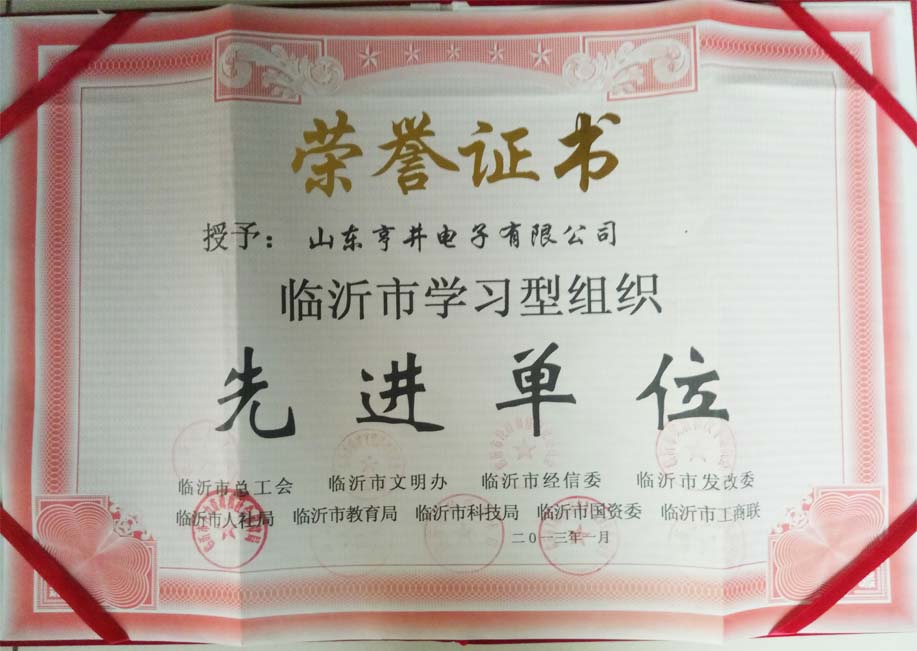 荣誉证书
授予：山东亨井电子有限公司
临沂市学习型组织
先进单位
临沂市总工会 临沂市文明办 临沂市经信委 临沂市发改委
临沂市人社局 临沂市教育局 临沂市科技局 临沂市国资委 临沂市工商联
二０一三年一月